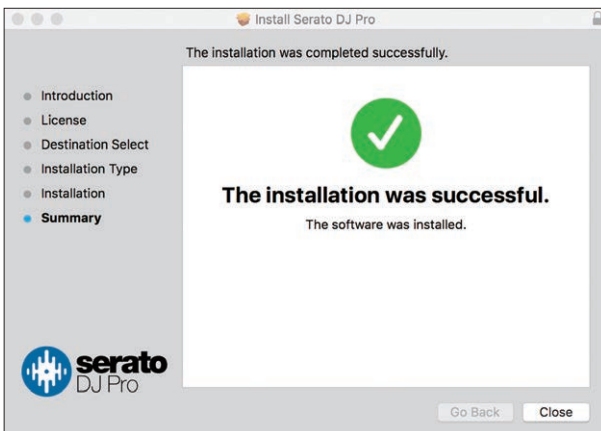 Install Serato DJ Pro
The installation was completed successfully.
Introduction
License
Destination Select
Installation Type
Installation
Summary
The installation was successful.
The software was installed.
serato
DJ Pro
Go Back
Close